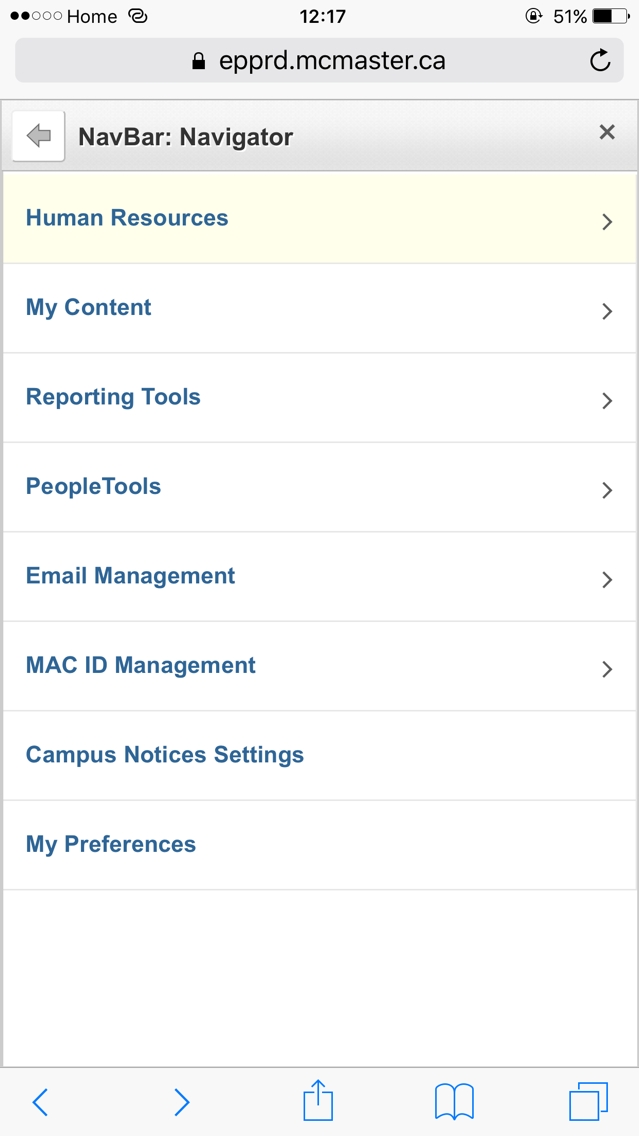 Home 12:17 51%
epprd.mcmaster.ca
NavBar: Navigator
Human Resources
My Content
Reporting Tools
PeopleTools
Email Management
MAC ID Management
Campus Notices Settings
My Preferences